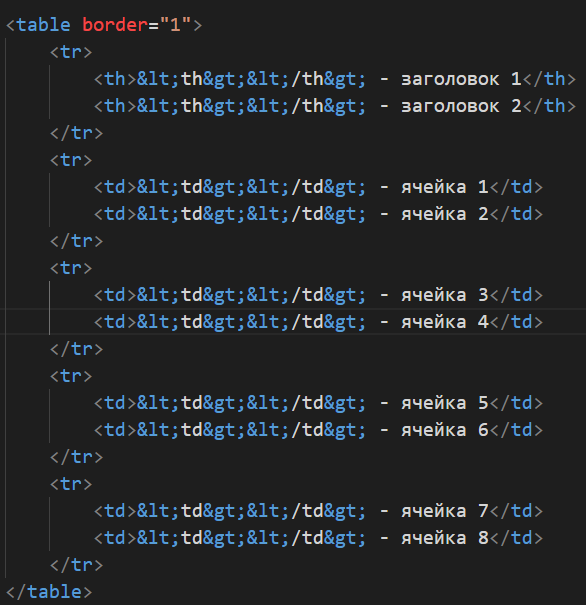 <table border="1">
    <tr>
        <th>&lt;th&gt;&lt;/th&gt; - заголовок 1</th>
        <th>&lt;th&gt;&lt;/th&gt; - заголовок 2</th>
    </tr>
    <tr>
        <td>&lt;td&gt;&lt;/td&gt; - ячейка 1</td>
        <td>&lt;td&gt;&lt;/td&gt; - ячейка 2</td>
    </tr>
    <tr>
        <td>&lt;td&gt;&lt;/td&gt; - ячейка 3</td>
        <td>&lt;td&gt;&lt;/td&gt; - ячейка 4</td>
    </tr>
    <tr>
        <td>&lt;td&gt;&lt;/td&gt; - ячейка 5</td>
        <td>&lt;td&gt;&lt;/td&gt; - ячейка 6</td>
    </tr>
    <tr>
        <td>&lt;td&gt;&lt;/td&gt; - ячейка 7</td>
        <td>&lt;td&gt;&lt;/td&gt; - ячейка 8</td>
    </tr>
</table>